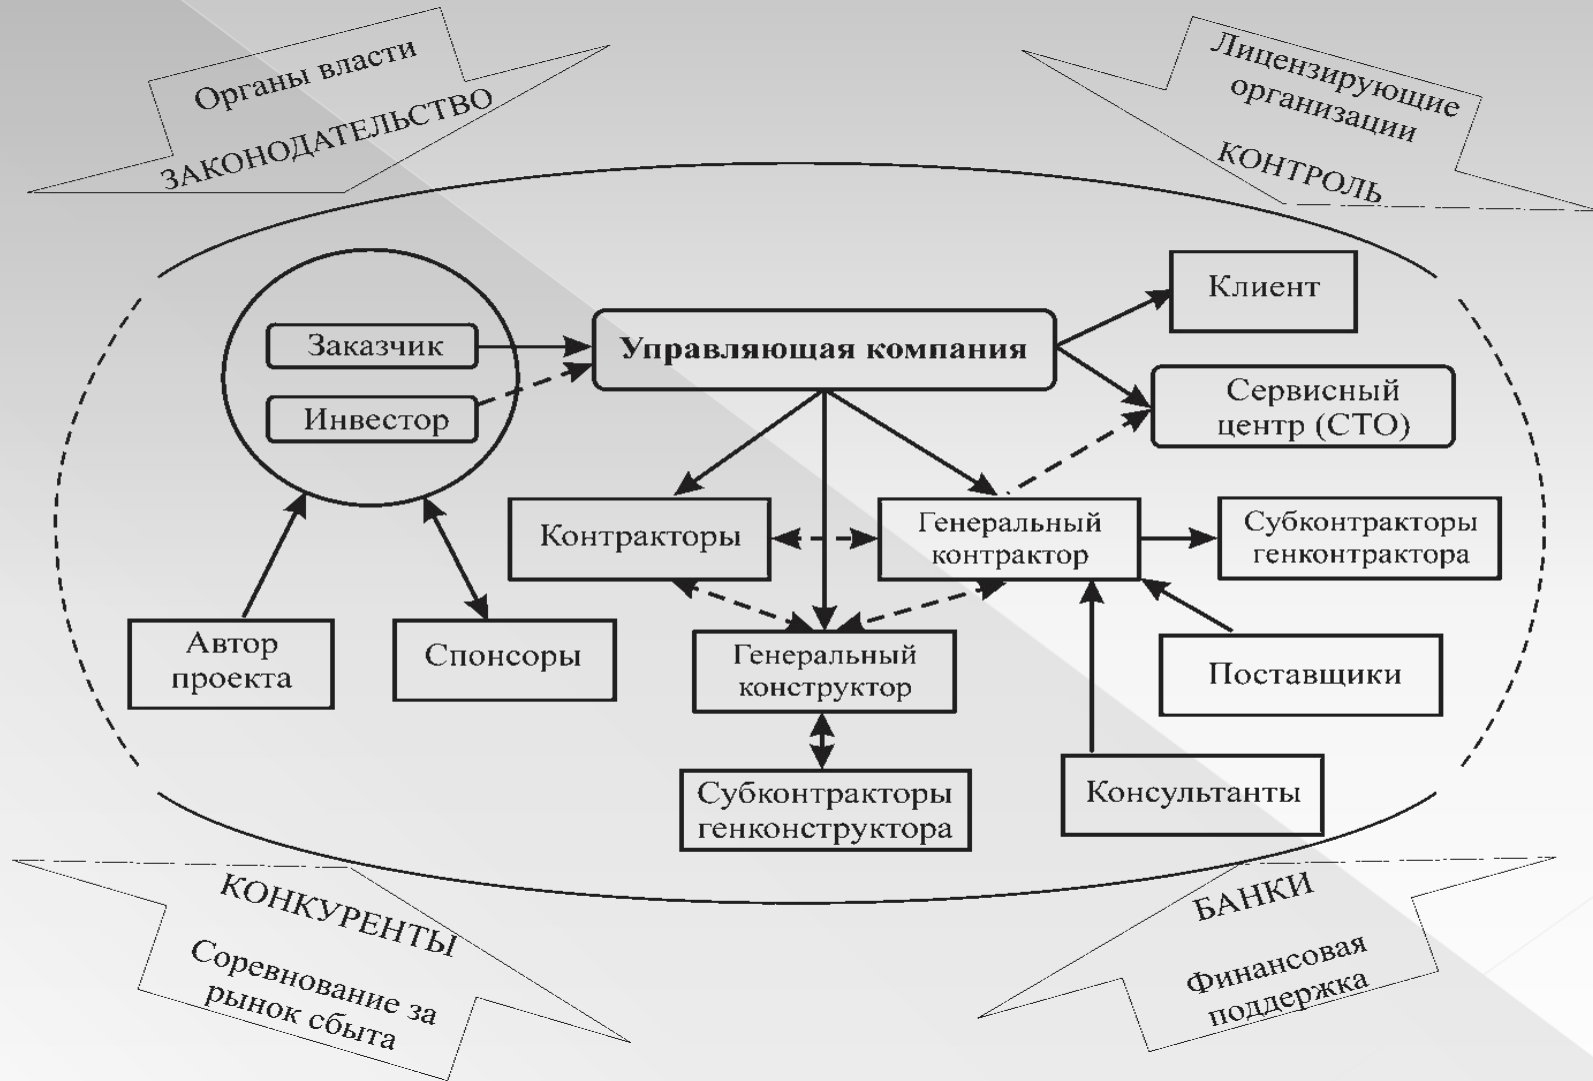 Органы власти
ЗАКОНОДАТЕЛЬСТВО
Лицензирующие
организации
КОНТРОЛЬ
Заказчик
Инвестор
Управляющая компания
Клиент
Сервисный
центр (СТО)
Контракторы
Генеральный
контрактор
Субконтракторы
генконтрактора
Автор
проекта
Спонсоры
Генеральный
конструктор
Поставщики
Субконтракторы
генконструктора
Консультанты
КОНКУРЕНТЫ
Соревнование за
рынок сбыта
БАНКИ
Финансовая
поддержка